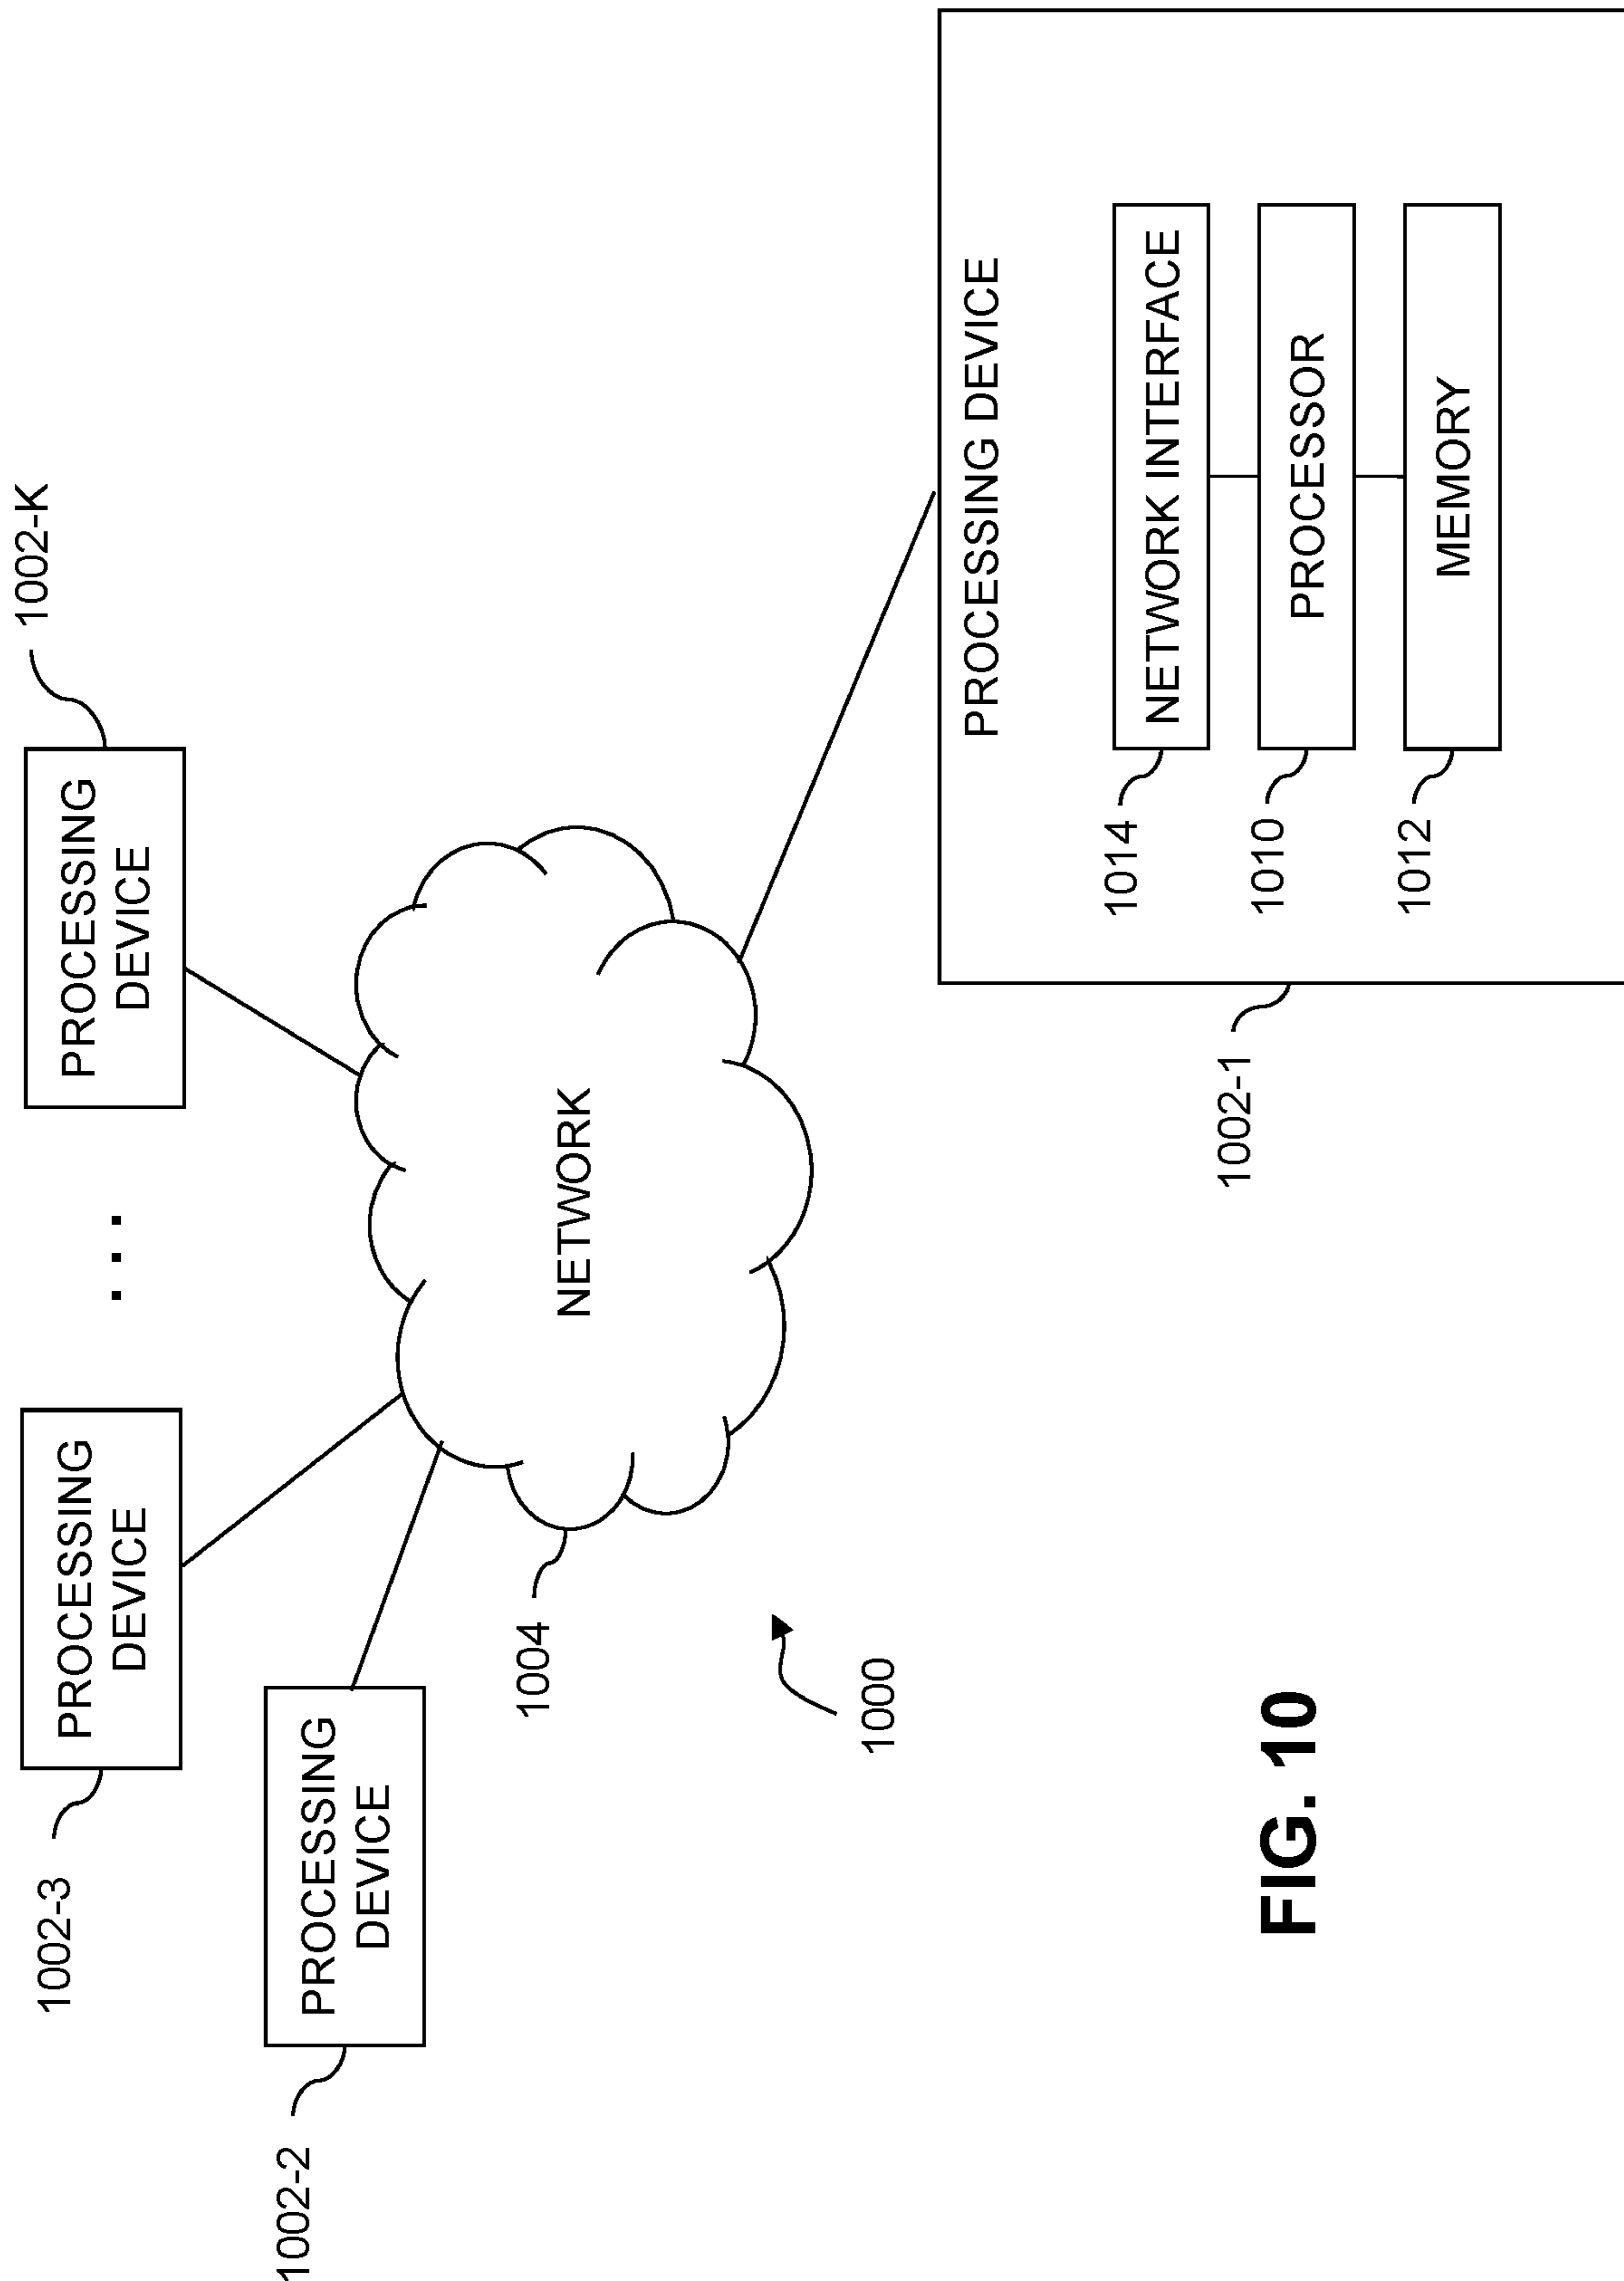 1000
1002-2
PROCESSING
DEVICE
1002-3
PROCESSING
DEVICE
...
PROCESSING
DEVICE
1002-K
1004
NETWORK
1002-1
PROCESSING DEVICE
1014
NETWORK INTERFACE
1010
PROCESSOR
1012
MEMORY
FIG. 10